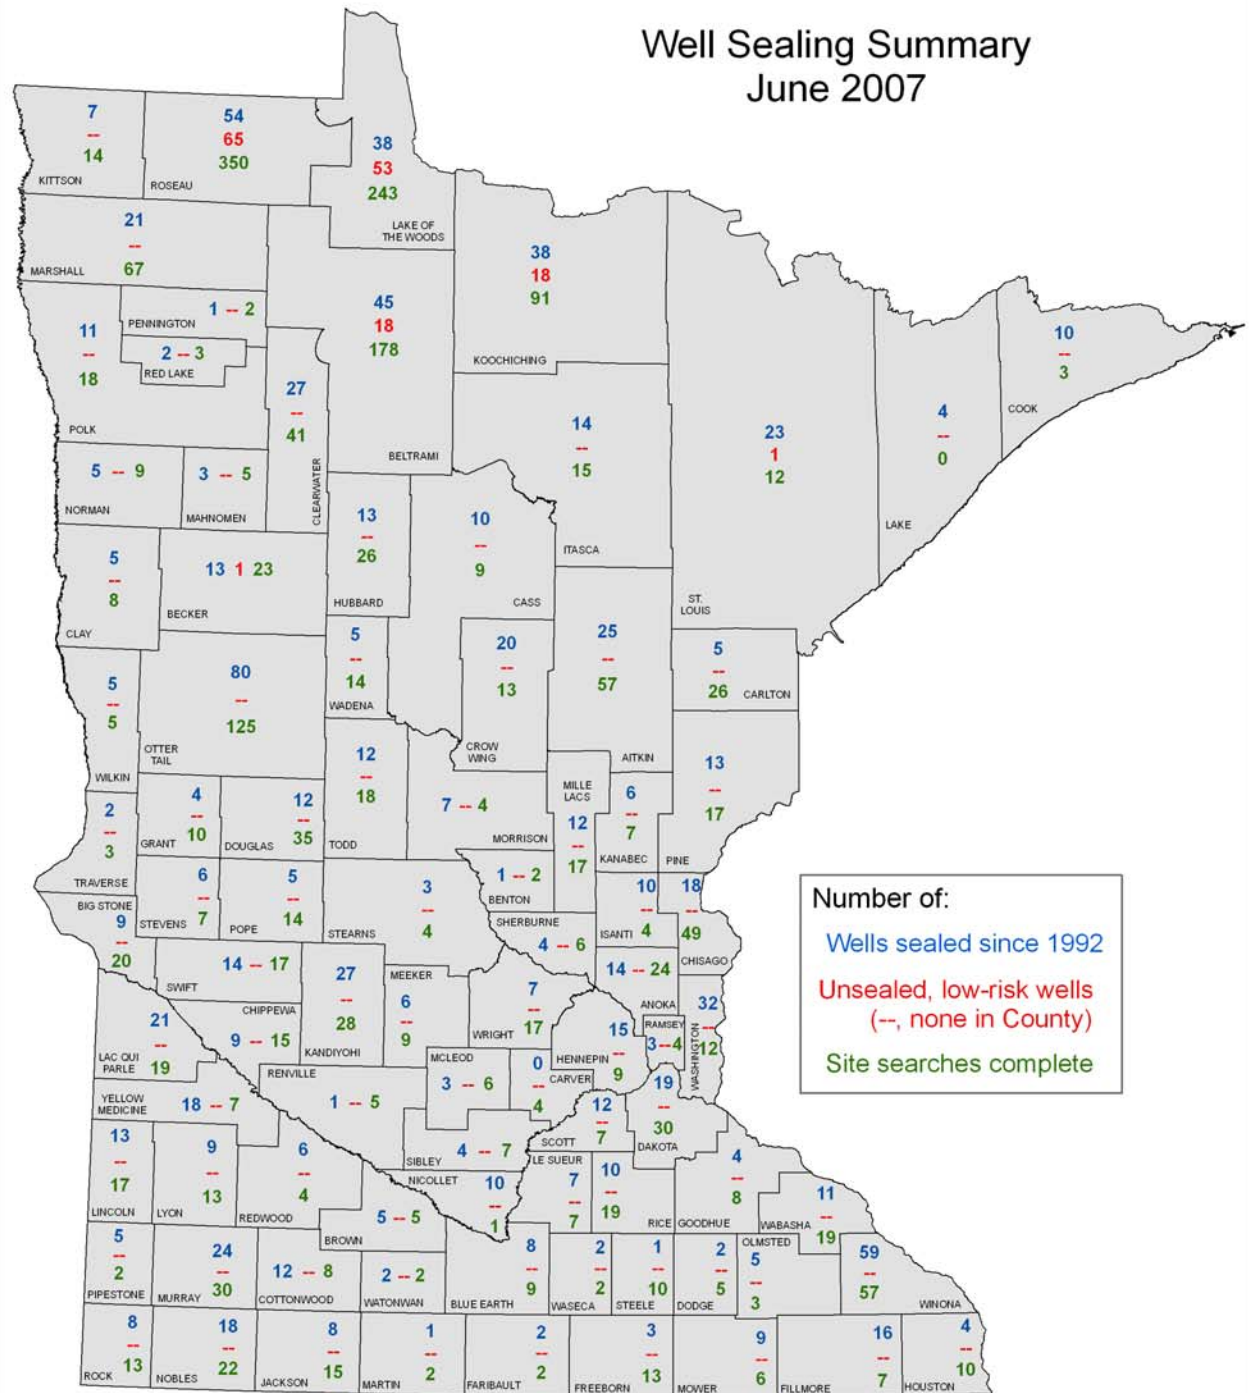 Well Sealing Summary
June 2007
7
--
14
KITTSON
54
65
350
ROSEAU
38
53
243
LAKE OF
THE WOODS
21
--
67
MARSHALL
38
18
91
KOOCHICHING
1 -- 2
PENNINGTON
11
--
18
POLK
2 -- 3
RED LAKE
45
18
178
BELTRAMI
27
--
41
CLEARWATER
14
--
15
ITASCA
23
1
12
ST.
LOUIS
4
--
0
LAKE
10
--
3
COOK
5 -- 9
NORMAN
3 -- 5
MAHNOMEN
13
--
26
HUBBARD
10
--
9
CASS
5
--
8
CLAY
13 1 23
BECKER
5
--
14
WADENA
20
--
13
CROW
WING
25
--
57
AITKIN
5
--
26
CARLTON
5
--
5
WILKIN
80
--
125
OTTER
TAIL
12
--
18
TODD
7 -- 4
MORRISON
MILLE
LACS
12
--
17
6
--
7
KANABEC
13
--
17
PINE
2
--
3
TRAVERSE
4
--
10
GRANT
12
--
35
DOUGLAS
1 -- 2
BENTON
BIG STONE
9
--
20
6
--
7
STEVENS
5
--
14
POPE
3
--
4
STEARNS
SHERBURNE
4 -- 6
10
--
4
ISANTI
18
--
49
CHISAGO
Number of:
Wells sealed since 1992
Unsealed, low-risk wells
(--, none in County)
Site searches complete
14 -- 17
SWIFT
27
--
28
KANDIYOHI
MEEKER
6
--
9
7
--
17
WRIGHT
14 -- 24
ANOKA
32
--
12
WASHINGTON
CHIPPEWA
9 -- 15
21
--
19
LAC QUI
PARLE
RAMSEY
3--4
15
--
9
HENNEPIN
MCLEOD
3 -- 6
0
--
4
CARVER
RENVILLE
1 -- 5
YELLOW
MEDICINE
18 -- 7
12
--
7
SCOTT
19
--
30
DAKOTA
13
--
17
LINCOLN
9
--
13
LYON
6
--
4
REDWOOD
4 -- 7
SIBLEY
NICOLLET
10
--
1
LE SUEUR
7
--
7
10
--
19
RICE
4
--
8
GOODHUE
11
--
19
WABASHA
5 -- 5
BROWN
5
--
2
PIPESTONE
24
--
30
MURRAY
12 -- 8
COTTONWOOD
2 -- 2
WATONWAN
8
--
9
BLUE EARTH
2
--
2
WASECA
1
--
10
STEELE
2
--
5
DODGE
OLMSTED
5
--
3
59
--
57
WINONA
8
--
13
ROCK
18
--
22
NOBLES
8
--
15
JACKSON
1
--
2
MARTIN
2
--
2
FARIBAULT
3
--
13
FREEBORN
9
--
6
MOWER
16
--
7
FILLMORE
4
--
10
HOUSTON